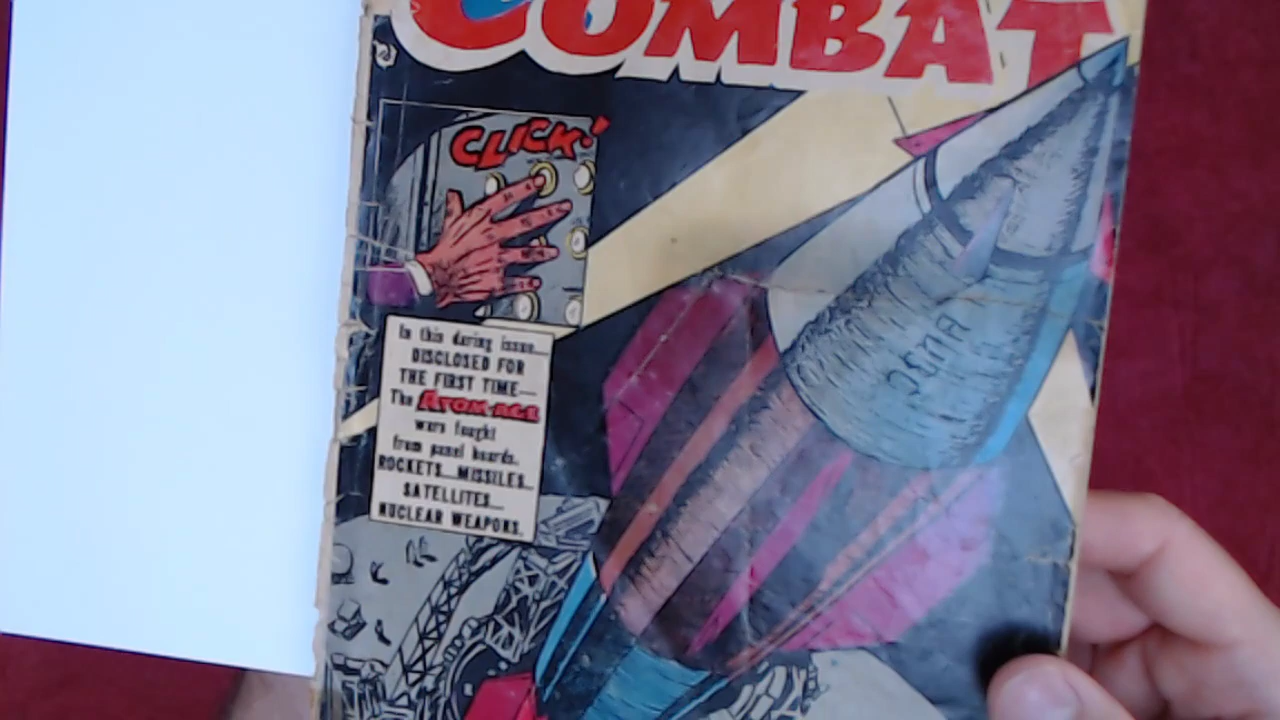 COMBAT
CLICK!
In this daring issue...
DISCLOSED FOR
THE FIRST TIME—
The ATOM-AGE
wars fought
from panel boards.
ROCKETS...MISSILES...
SATELLITES...
NUCLEAR WEAPONS.